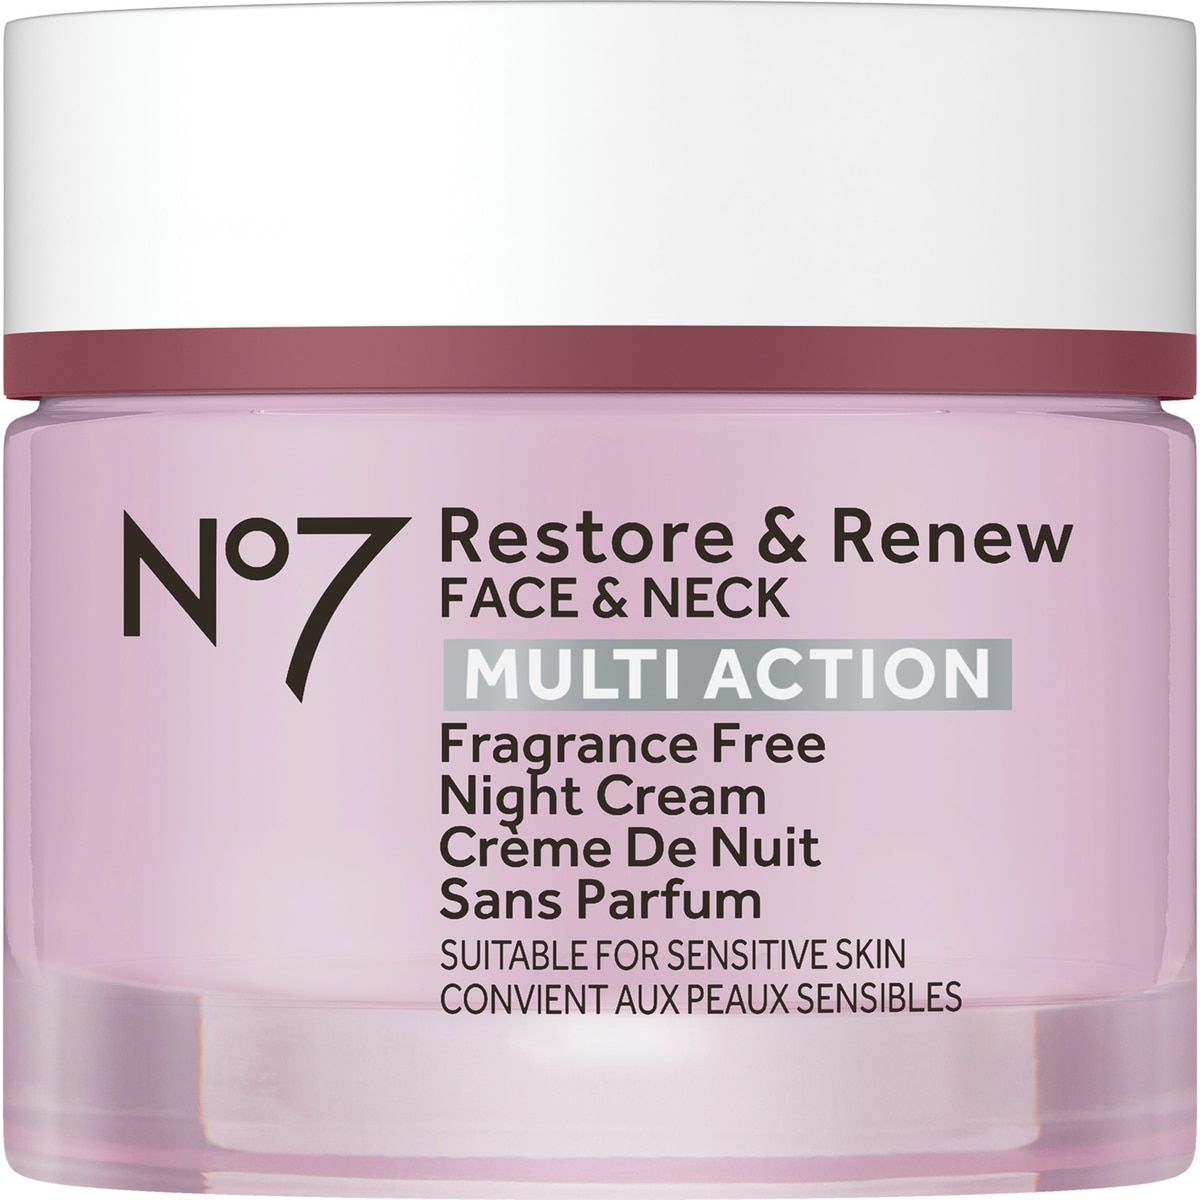 No7
Restore & Renew
FACE & NECK
MULTI ACTION
Fragrance Free
Night Cream
Crème De Nuit
Sans Parfum
SUITABLE FOR SENSITIVE SKIN
CONVIENT AUX PEAUX SENSIBLES